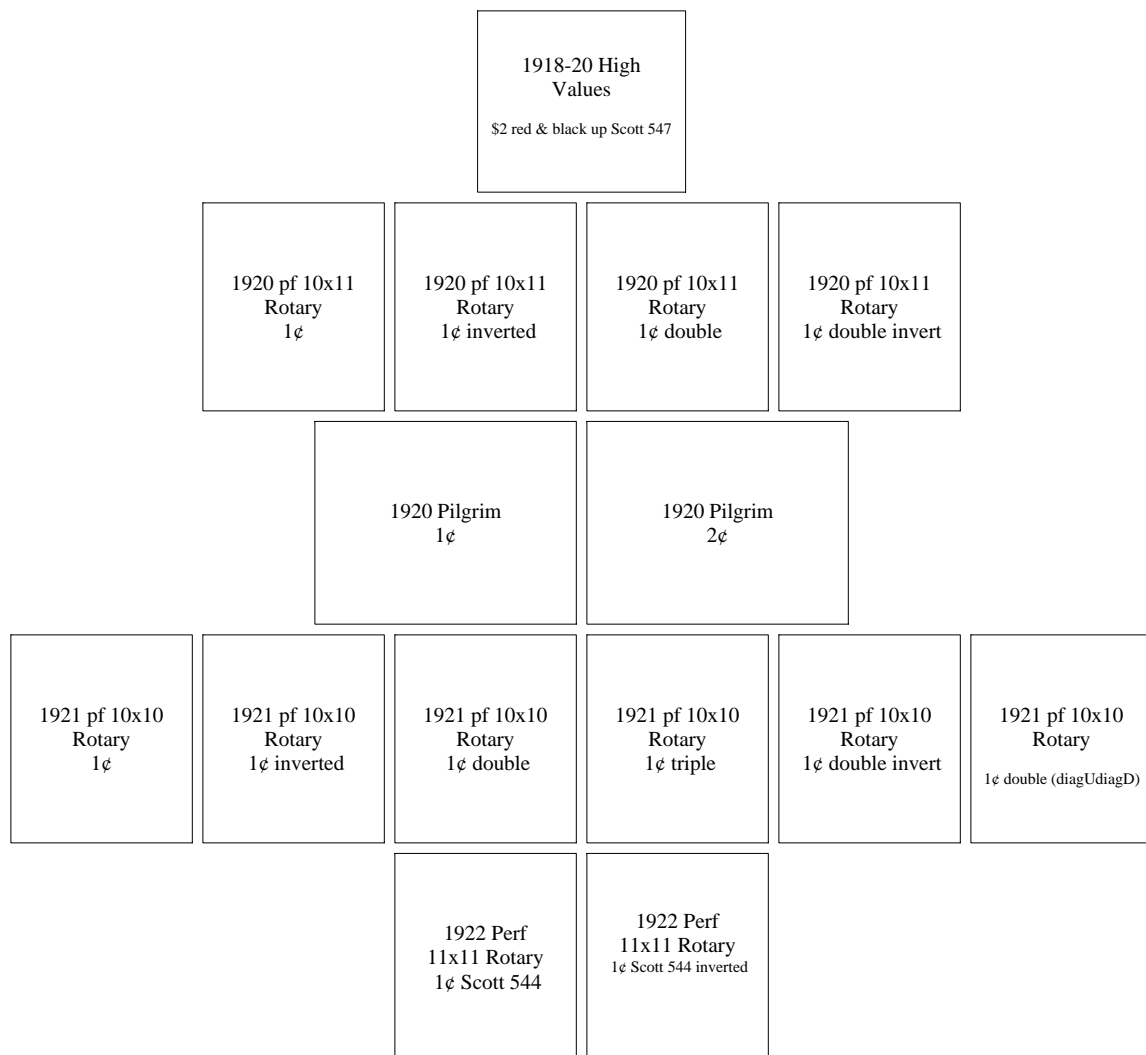 1918-20 High
Values
$2 red & black up Scott 547
1920 pf 10x11
Rotary
1¢
1920 pf 10x11
Rotary
1¢ inverted
1920 pf 10x11
Rotary
1¢ double
1920 pf 10x11
Rotary
1¢ double invert
1920 Pilgrim
1¢
1920 Pilgrim
2¢
1921 pf 10x10
Rotary
1¢
1921 pf 10x10
Rotary
1¢ inverted
1921 pf 10x10
Rotary
1¢ double
1921 pf 10x10
Rotary
1¢ triple
1921 pf 10x10
Rotary
1¢ double invert
1921 pf 10x10
Rotary
1¢ double (diagUdiagD)
1922 Perf
11x11 Rotary
1¢ Scott 544
1922 Perf
11x11 Rotary
1¢ Scott 544 inverted